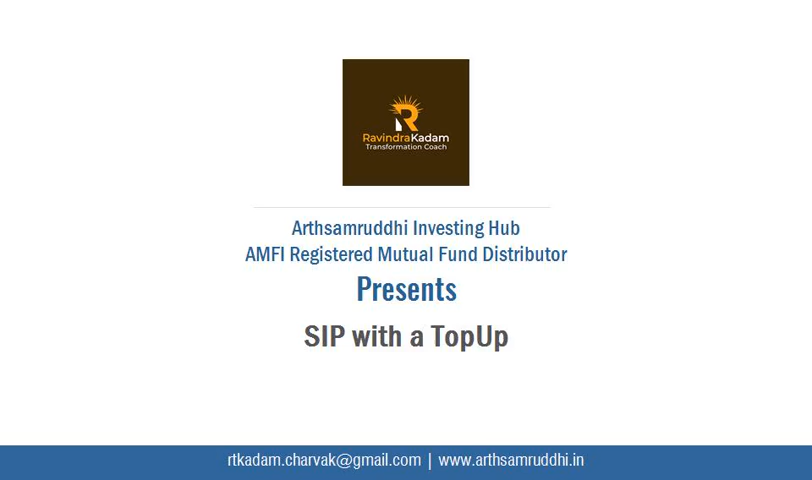 RavindraKadam
Transformation Coach
Arthsamruddhi Investing Hub
AMFI Registered Mutual Fund Distributor
Presents
SIP with a TopUp
rtkadam.charvak@gmail.com | www.arthsamruddhi.in